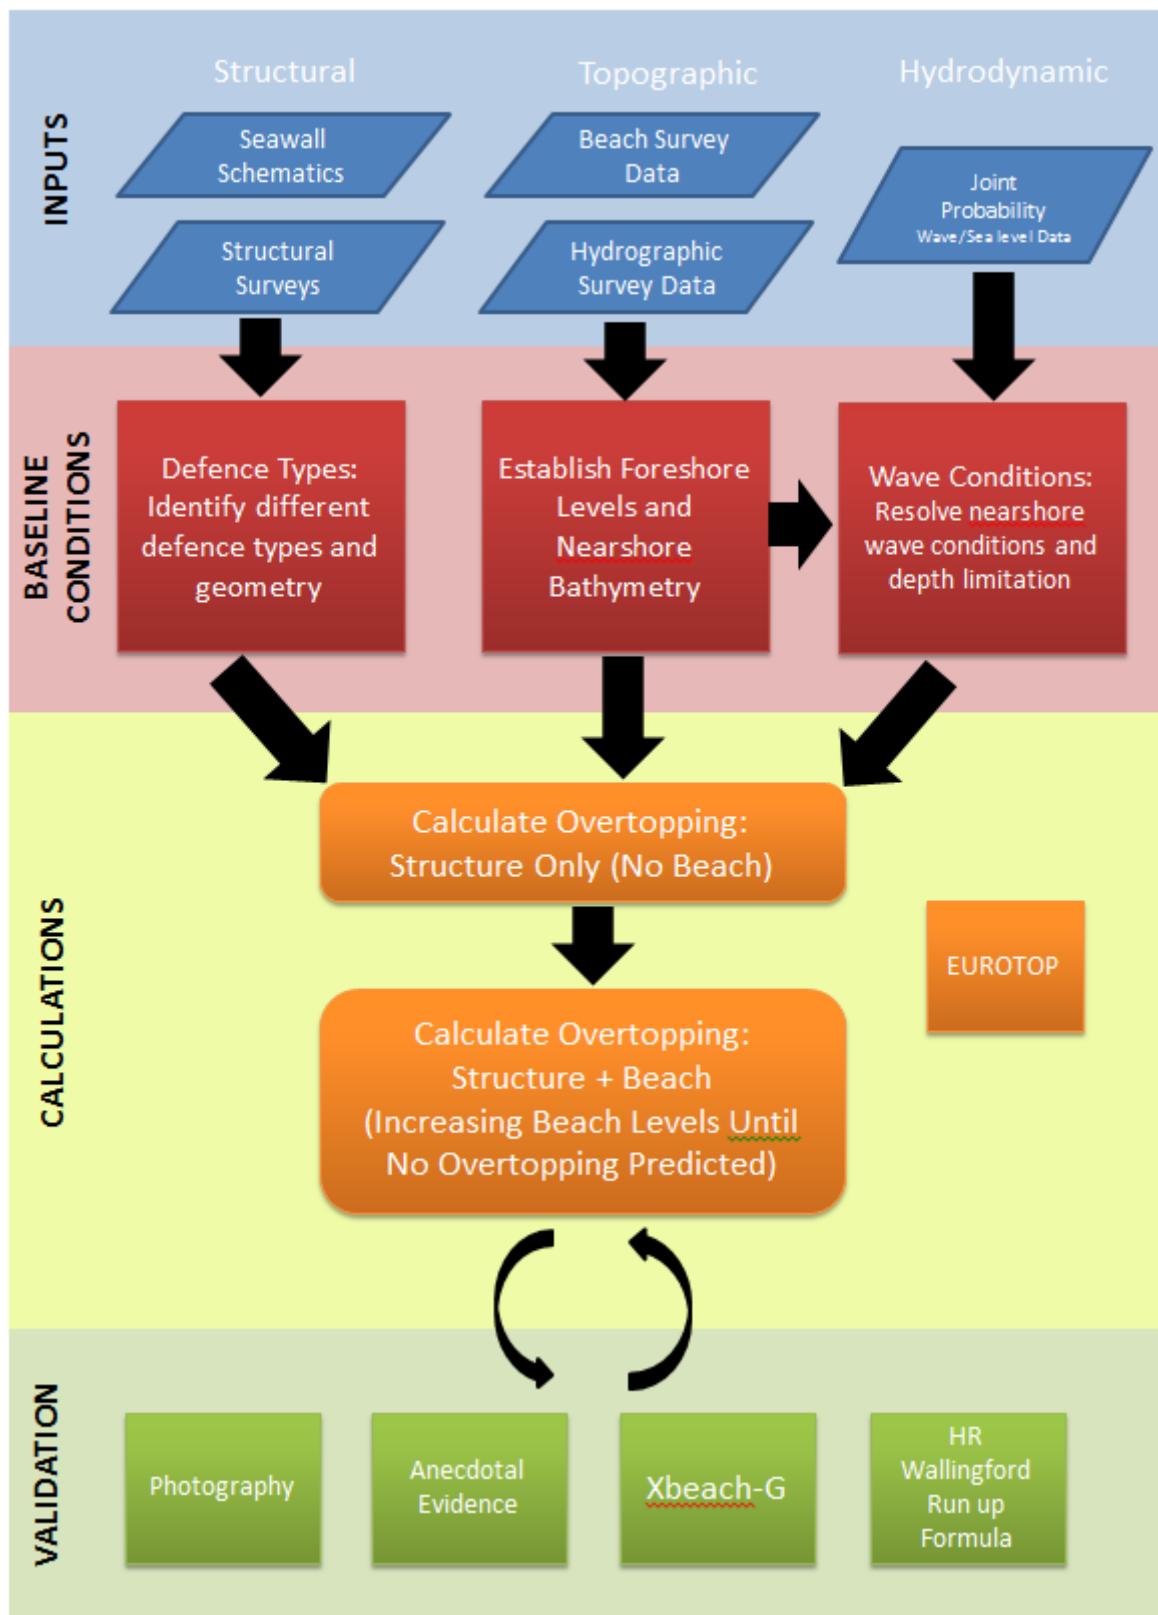 Structural
Topographic
Hydrodynamic
INPUTS
Seawall
Schematics
Beach Survey
Data
Joint
Probability
Wave/Sea level Data
Structural
Surveys
Hydrographic
Survey Data
BASELINE
CONDITIONS
Defence Types:
Identify different
defence types and
geometry
Establish Foreshore
Levels and
Nearshore
Bathymetry
Wave Conditions:
Resolve nearshore
wave conditions and
depth limitation
CALCULATIONS
Calculate Overtopping:
Structure Only (No Beach)
EUROTOP
Calculate Overtopping:
Structure + Beach
(Increasing Beach Levels Until
No Overtopping Predicted)
VALIDATION
Photography
Anecdotal
Evidence
Xbeach-G
HR
Wallingford
Run up
Formula